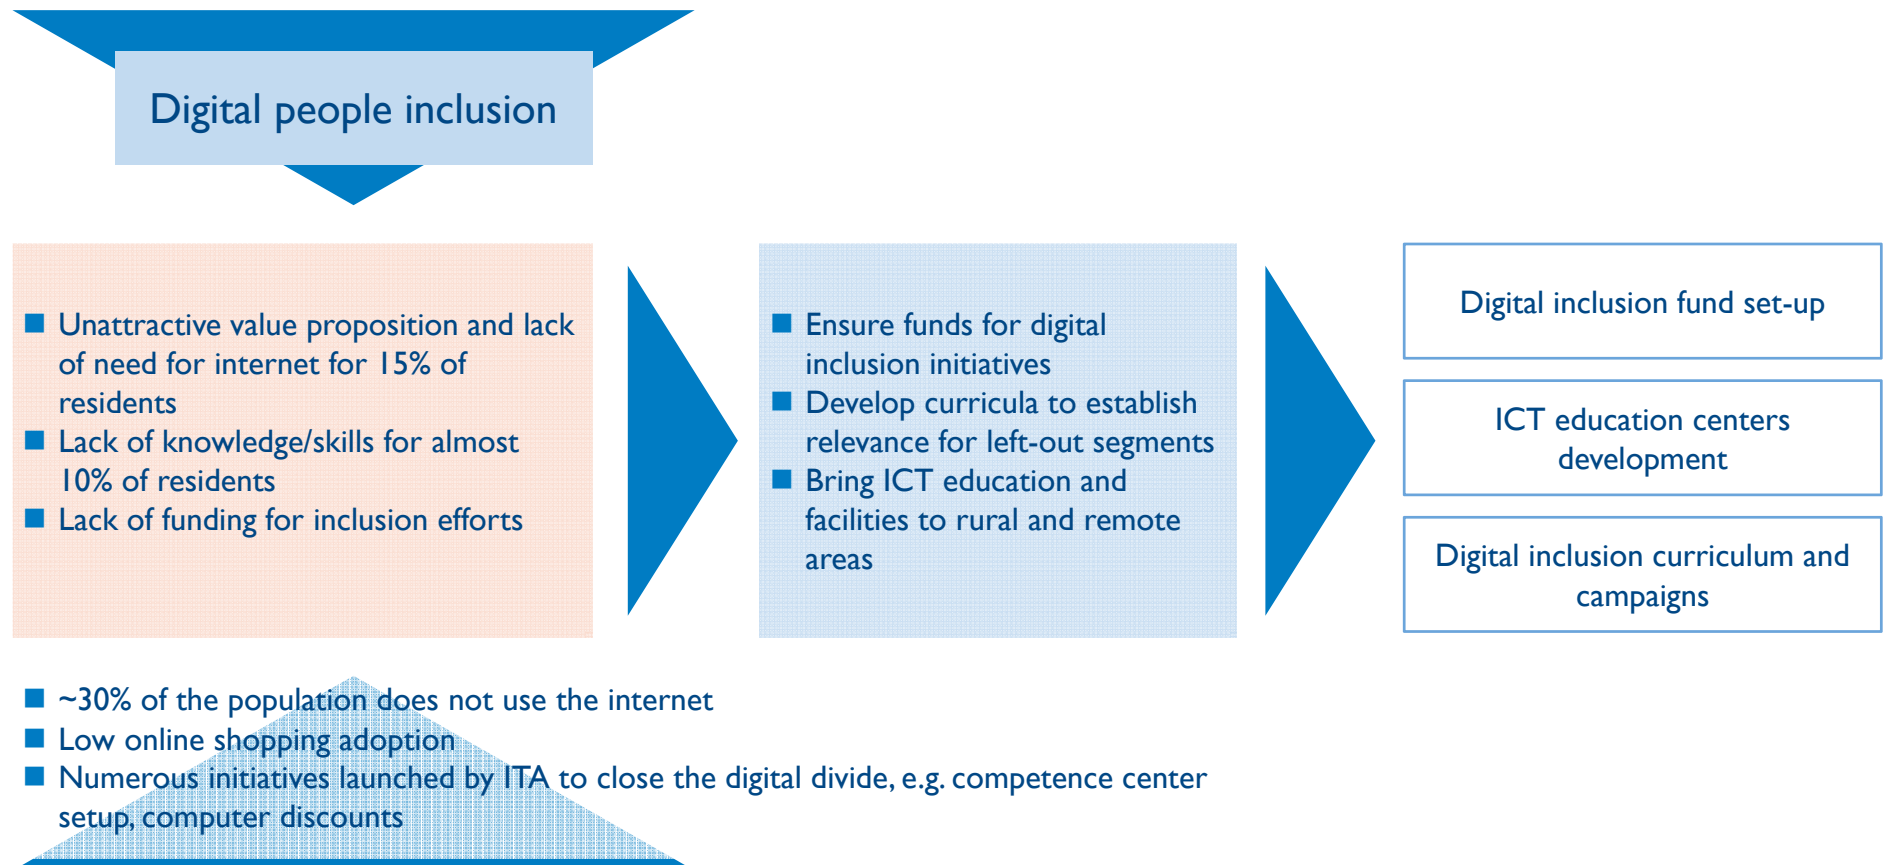 Digital people inclusion
■ Unattractive value proposition and lack
of need for internet for 15% of
residents
■ Lack of knowledge/skills for almost
10% of residents
■ Lack of funding for inclusion efforts
■ Ensure funds for digital
inclusion initiatives
■ Develop curricula to establish
relevance for left-out segments
■ Bring ICT education and
facilities to rural and remote
areas
Digital inclusion fund set-up
ICT education centers
development
Digital inclusion curriculum and
campaigns
■ ~30% of the population does not use the internet
■ Low online shopping adoption
■ Numerous initiatives launched by ITA to close the digital divide, e.g. competence center
setup, computer discounts